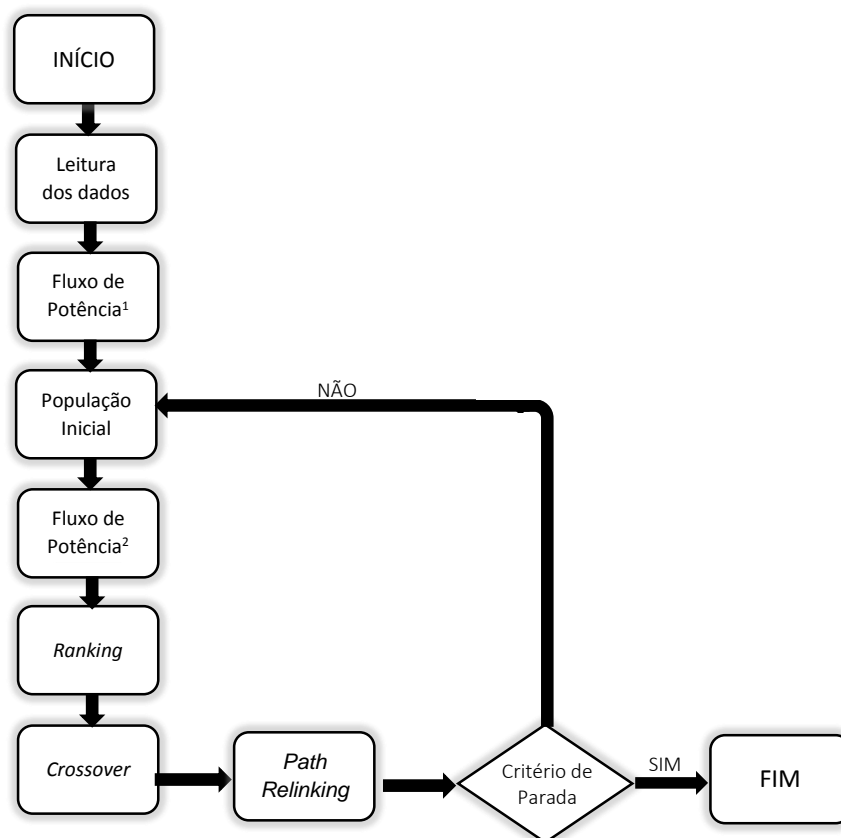 INÍCIO
Leitura
dos dados
Fluxo de
Potência¹
População
Inicial
NÃO
Fluxo de
Potência²
Ranking
Crossover
Path
Relinking
Critério de
Parada
SIM
FIM